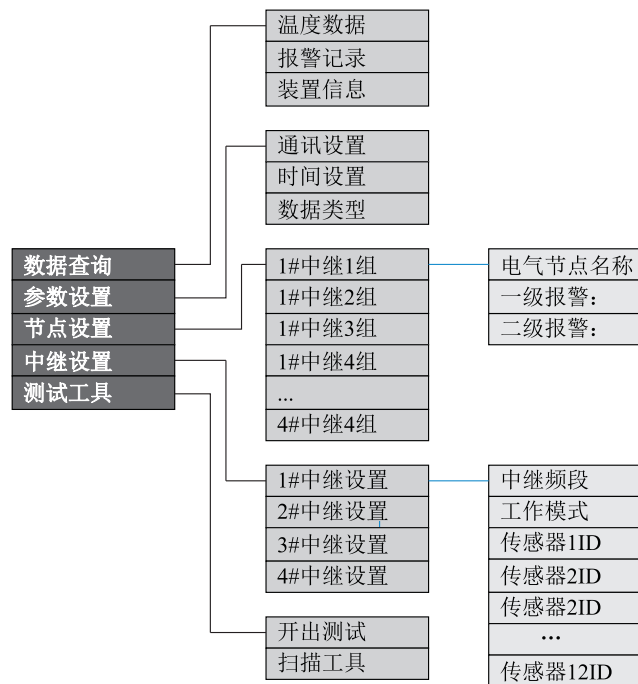 温度数据
报警记录
装置信息
通讯设置
时间设置
数据类型
数据查询
参数设置
节点设置
中继设置
测试工具
1#中继1组
1#中继2组
1#中继3组
1#中继4组
...
4#中继4组
电气节点名称
一级报警：
二级报警：
1#中继设置
2#中继设置
3#中继设置
4#中继设置
中继频段
工作模式
传感器1ID
传感器2ID
传感器2ID
...
传感器12ID
开出测试
扫描工具